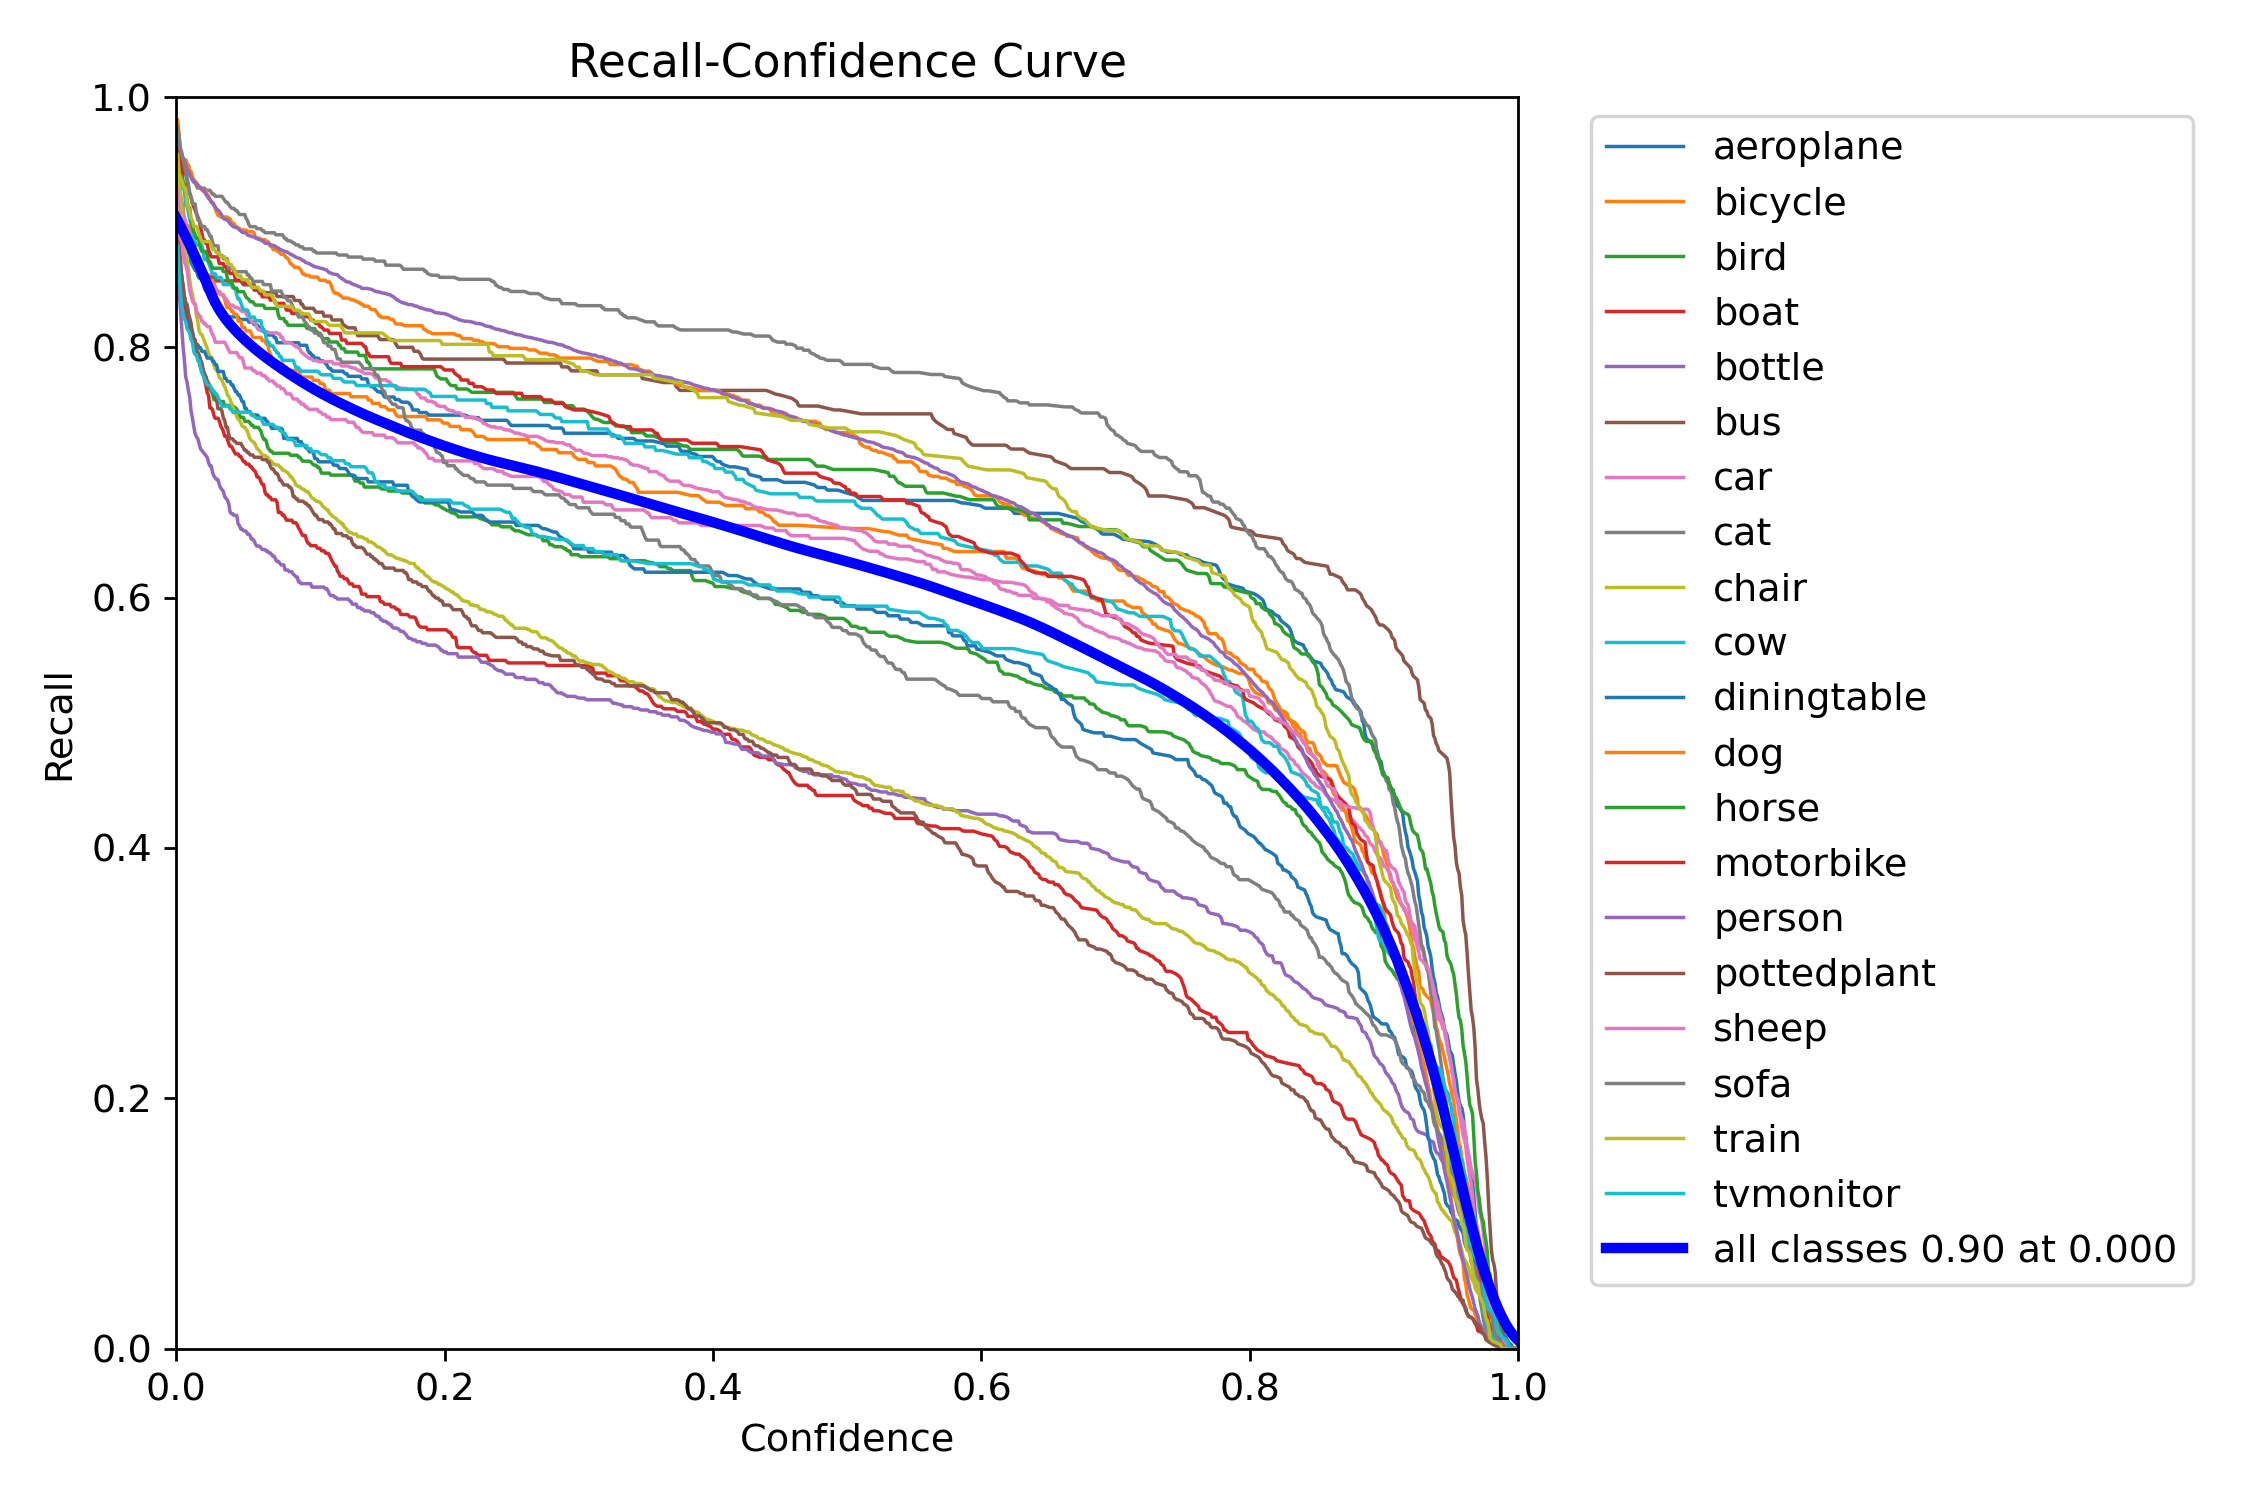 Recall-Confidence Curve
1.0
0.8
0.6
0.4
0.2
0.0
Recall
0.0 0.2 0.4 0.6 0.8 1.0
Confidence
aeroplane
bicycle
bird
boat
bottle
bus
car
cat
chair
cow
diningtable
dog
horse
motorbike
person
pottedplant
sheep
sofa
train
tvmonitor
all classes 0.90 at 0.000